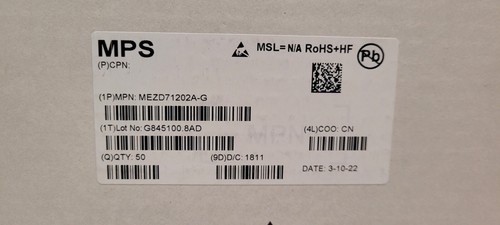 MPS
MSL=N/A RoHS+HF
Pb
(P)CPN:
(1P)MPN: MEZD71202A-G
(1T)Lot No: G845100.8AD
(4L)COO: CN
(Q)QTY: 50
(9D)D/C: 1811
DATE: 3-10-22